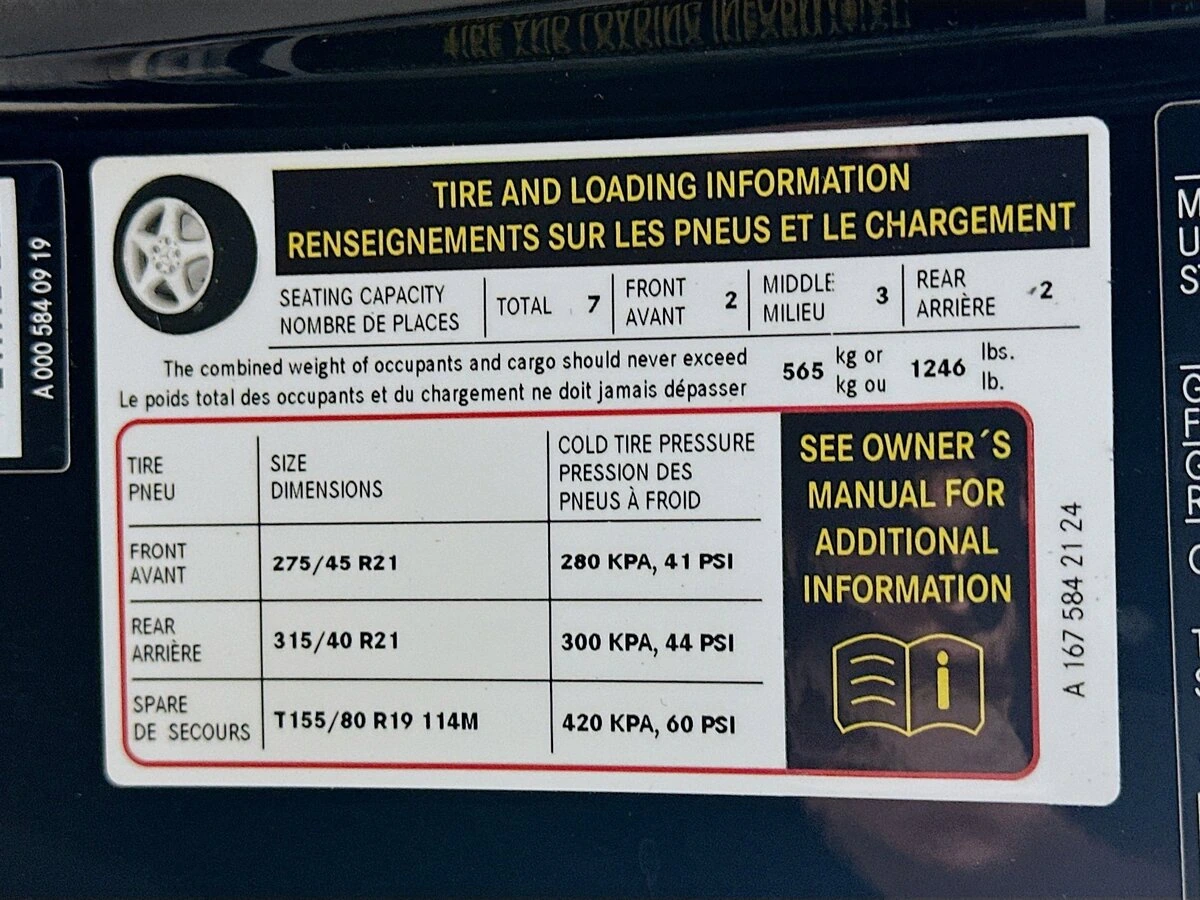 TIRE AND LOADING INFORMATION
RENSEIGNEMENTS SUR LES PNEUS ET LE CHARGEMENT
SEATING CAPACITY
NOMBRE DE PLACES
TOTAL 7
FRONT
AVANT
2
MIDDLE
MILIEU
3
REAR
ARRIÈRE
2
The combined weight of occupants and cargo should never exceed
Le poids total des occupants et du chargement ne doit jamais dépasser
565
kg or
kg ou
1246
lbs.
lb.
TIRE
PNEU
SIZE
DIMENSIONS
COLD TIRE PRESSURE
PRESSION DES
PNEUS À FROID
FRONT
AVANT
275/45 R21
280 KPA, 41 PSI
REAR
ARRIÈRE
315/40 R21
300 KPA, 44 PSI
SPARE
DE SECOURS
T155/80 R19 114M
420 KPA, 60 PSI
SEE OWNER´S
MANUAL FOR
ADDITIONAL
INFORMATION
A 167 584 21 24
A 000 584 09 19